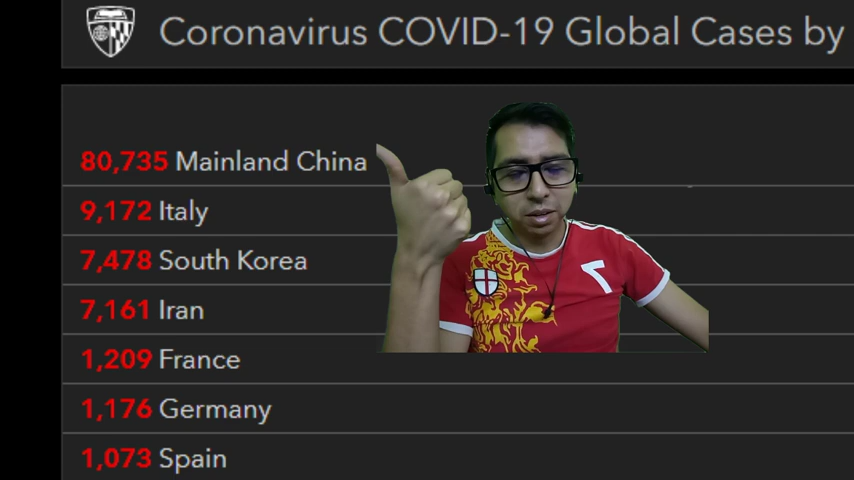 Coronavirus COVID-19 Global Cases by
80,735 Mainland China
9,172 Italy
7,478 South Korea
7,161 Iran
1,209 France
1,176 Germany
1,073 Spain